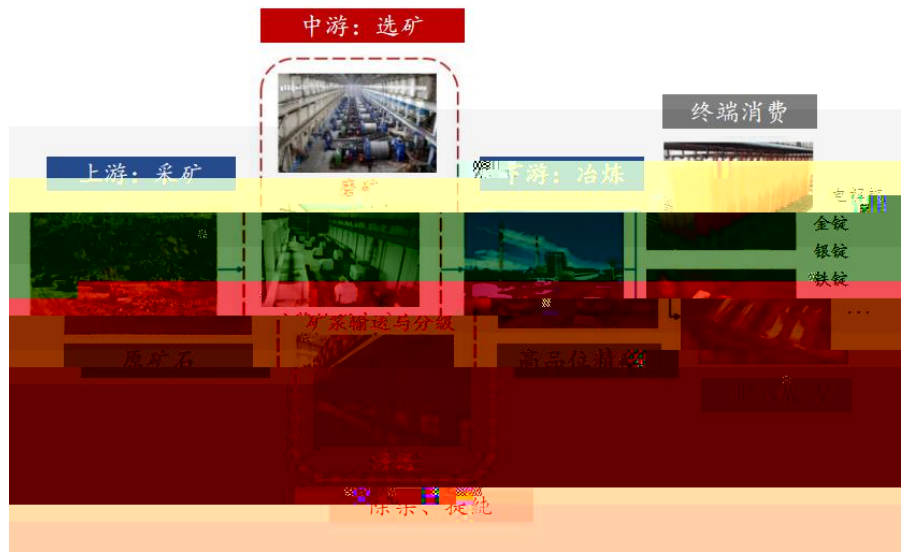 中游：选矿
终端消费
上游：采矿
下游：冶炼
磨矿
金锭
银锭
铁锭
...
矿浆输送与分级
原矿石
高品位精
浮选
除杂、提纯